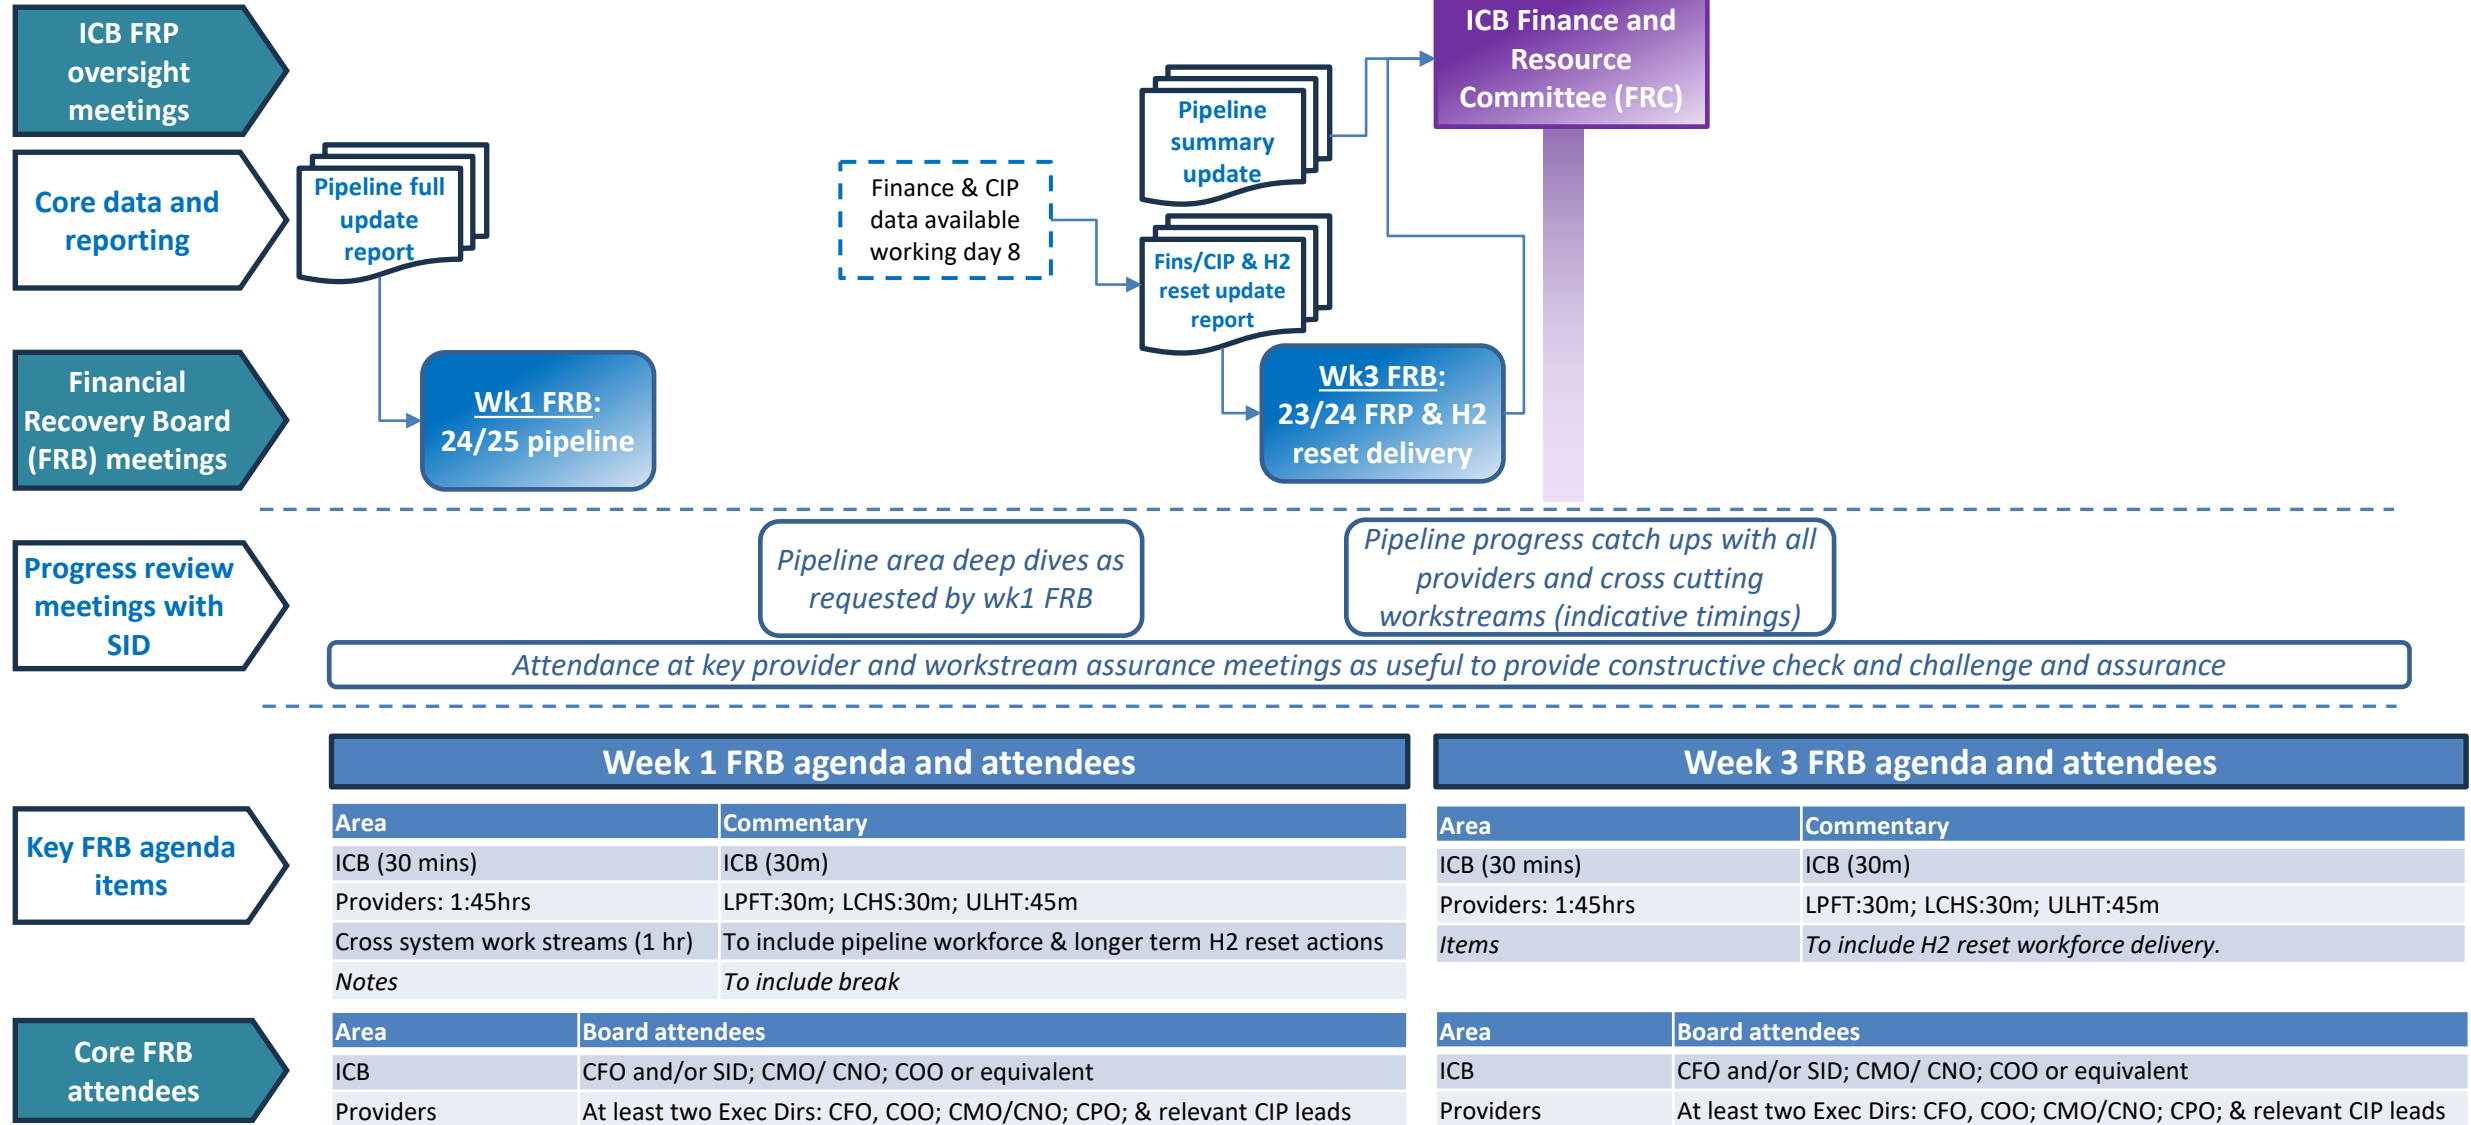 ICB FRP
oversight
meetings
ICB Finance and
Resource
Committee (FRC)
Pipeline
summary
update
Core data and
reporting
Pipeline full
update
report
Finance & CIP
data available
working day 8
Fins/CIP & H2
reset update
report
Financial
Recovery Board
(FRB) meetings
Wk1 FRB:
24/25 pipeline
Wk3 FRB:
23/24 FRP & H2
reset delivery
Progress review
meetings with
SID
Pipeline area deep dives as
requested by wk1 FRB
Pipeline progress catch ups with all
providers and cross cutting
workstreams (indicative timings)
Attendance at key provider and workstream assurance meetings as useful to provide constructive check and challenge and assurance
Week 1 FRB agenda and attendees
Week 3 FRB agenda and attendees
Key FRB agenda
items
Area Commentary
ICB (30 mins) ICB (30m)
Providers: 1:45hrs LPFT:30m; LCHS:30m; ULHT:45m
Cross system work streams (1 hr) To include pipeline workforce & longer term H2 reset actions
Notes To include break
Area Commentary
ICB (30 mins) ICB (30m)
Providers: 1:45hrs LPFT:30m; LCHS:30m; ULHT:45m
Items To include H2 reset workforce delivery.
Core FRB
attendees
Area Board attendees
ICB CFO and/or SID; CMO/ CNO; COO or equivalent
Providers At least two Exec Dirs: CFO, COO; CMO/CNO; CPO; & relevant CIP leads
Area Board attendees
ICB CFO and/or SID; CMO/ CNO; COO or equivalent
Providers At least two Exec Dirs: CFO, COO; CMO/CNO; CPO; & relevant CIP leads